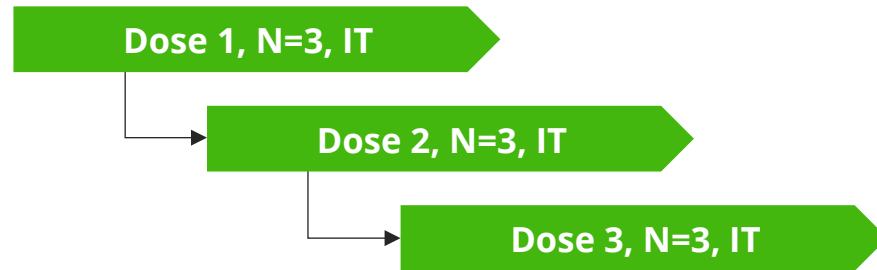 Dose 1, N=3, IT
Dose 2, N=3, IT
Dose 3, N=3, IT